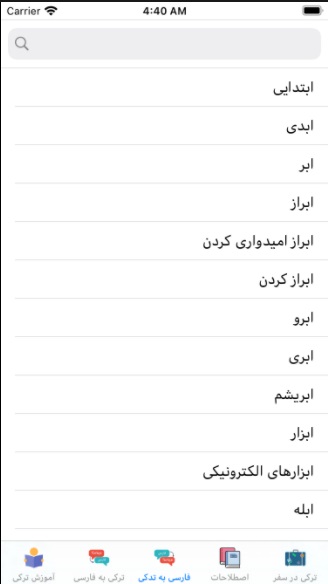 Carrier 4:40 AM
ابتدایی
ابدی
ابر
ابراز
ابراز امیدواری کردن
ابراز کردن
ابرو
ابری
ابریشم
ابزار
ابزارهای الکترونیکی
ابله
ترکی در سفر
اصطلاحات
فارسی به تدکی
ترکی به فارسی
آموزش ترکی